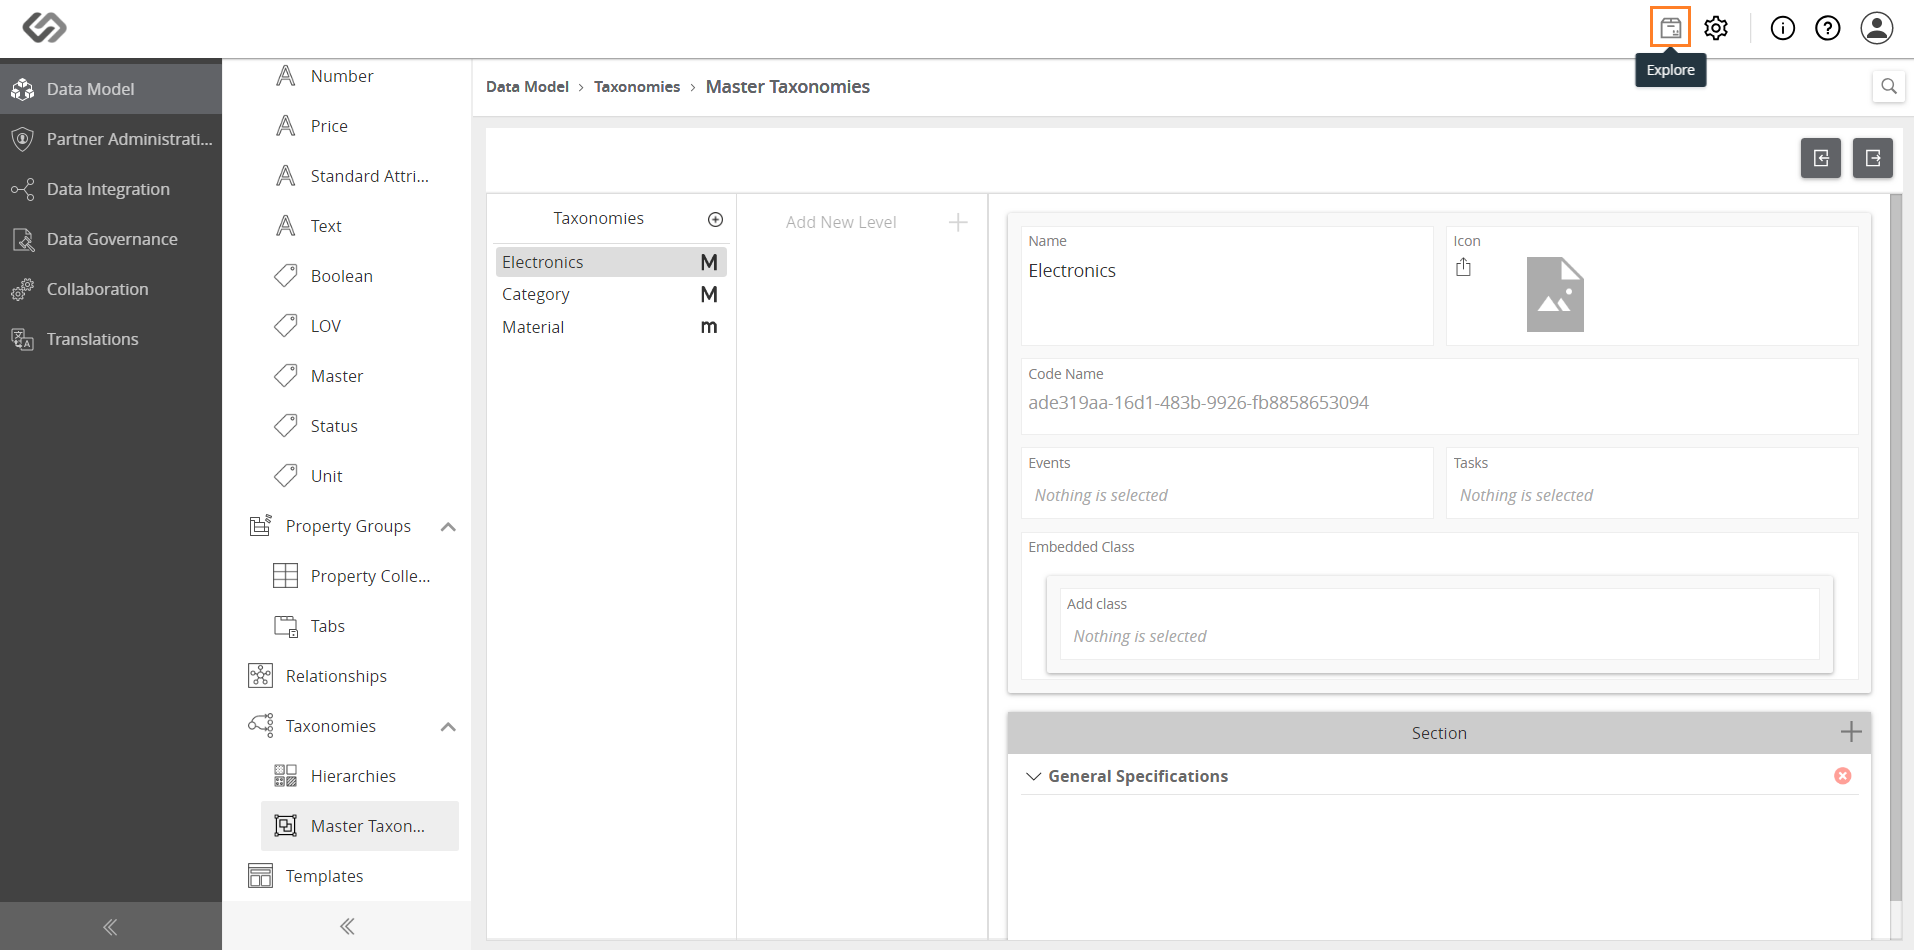 Explore
Data Model
Partner Administrati...
Data Integration
Data Governance
Collaboration
Translations
Number
Price
Standard Attri...
Text
Boolean
LOV
Master
Status
Unit
Property Groups
Property Colle...
Tabs
Relationships
Taxonomies
Hierarchies
Master Taxon...
Templates
Data Model › Taxonomies › Master Taxonomies
Taxonomies
Electronics M
Category M
Material m
Add New Level
Name
Electronics
Icon
Code Name
ade319aa-16d1-483b-9926-fb8858653094
Events
Nothing is selected
Tasks
Nothing is selected
Embedded Class
Add class
Nothing is selected
Section
General Specifications